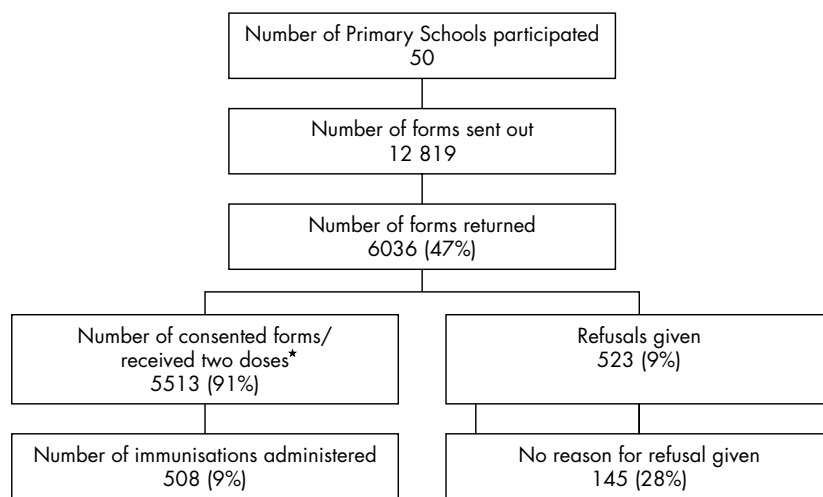 Number of Primary Schools participated
50
Number of forms sent out
12 819
Number of forms returned
6036 (47%)
Number of consented forms/
received two doses★
5513 (91%)
Refusals given
523 (9%)
Number of immunisations administered
508 (9%)
No reason for refusal given
145 (28%)